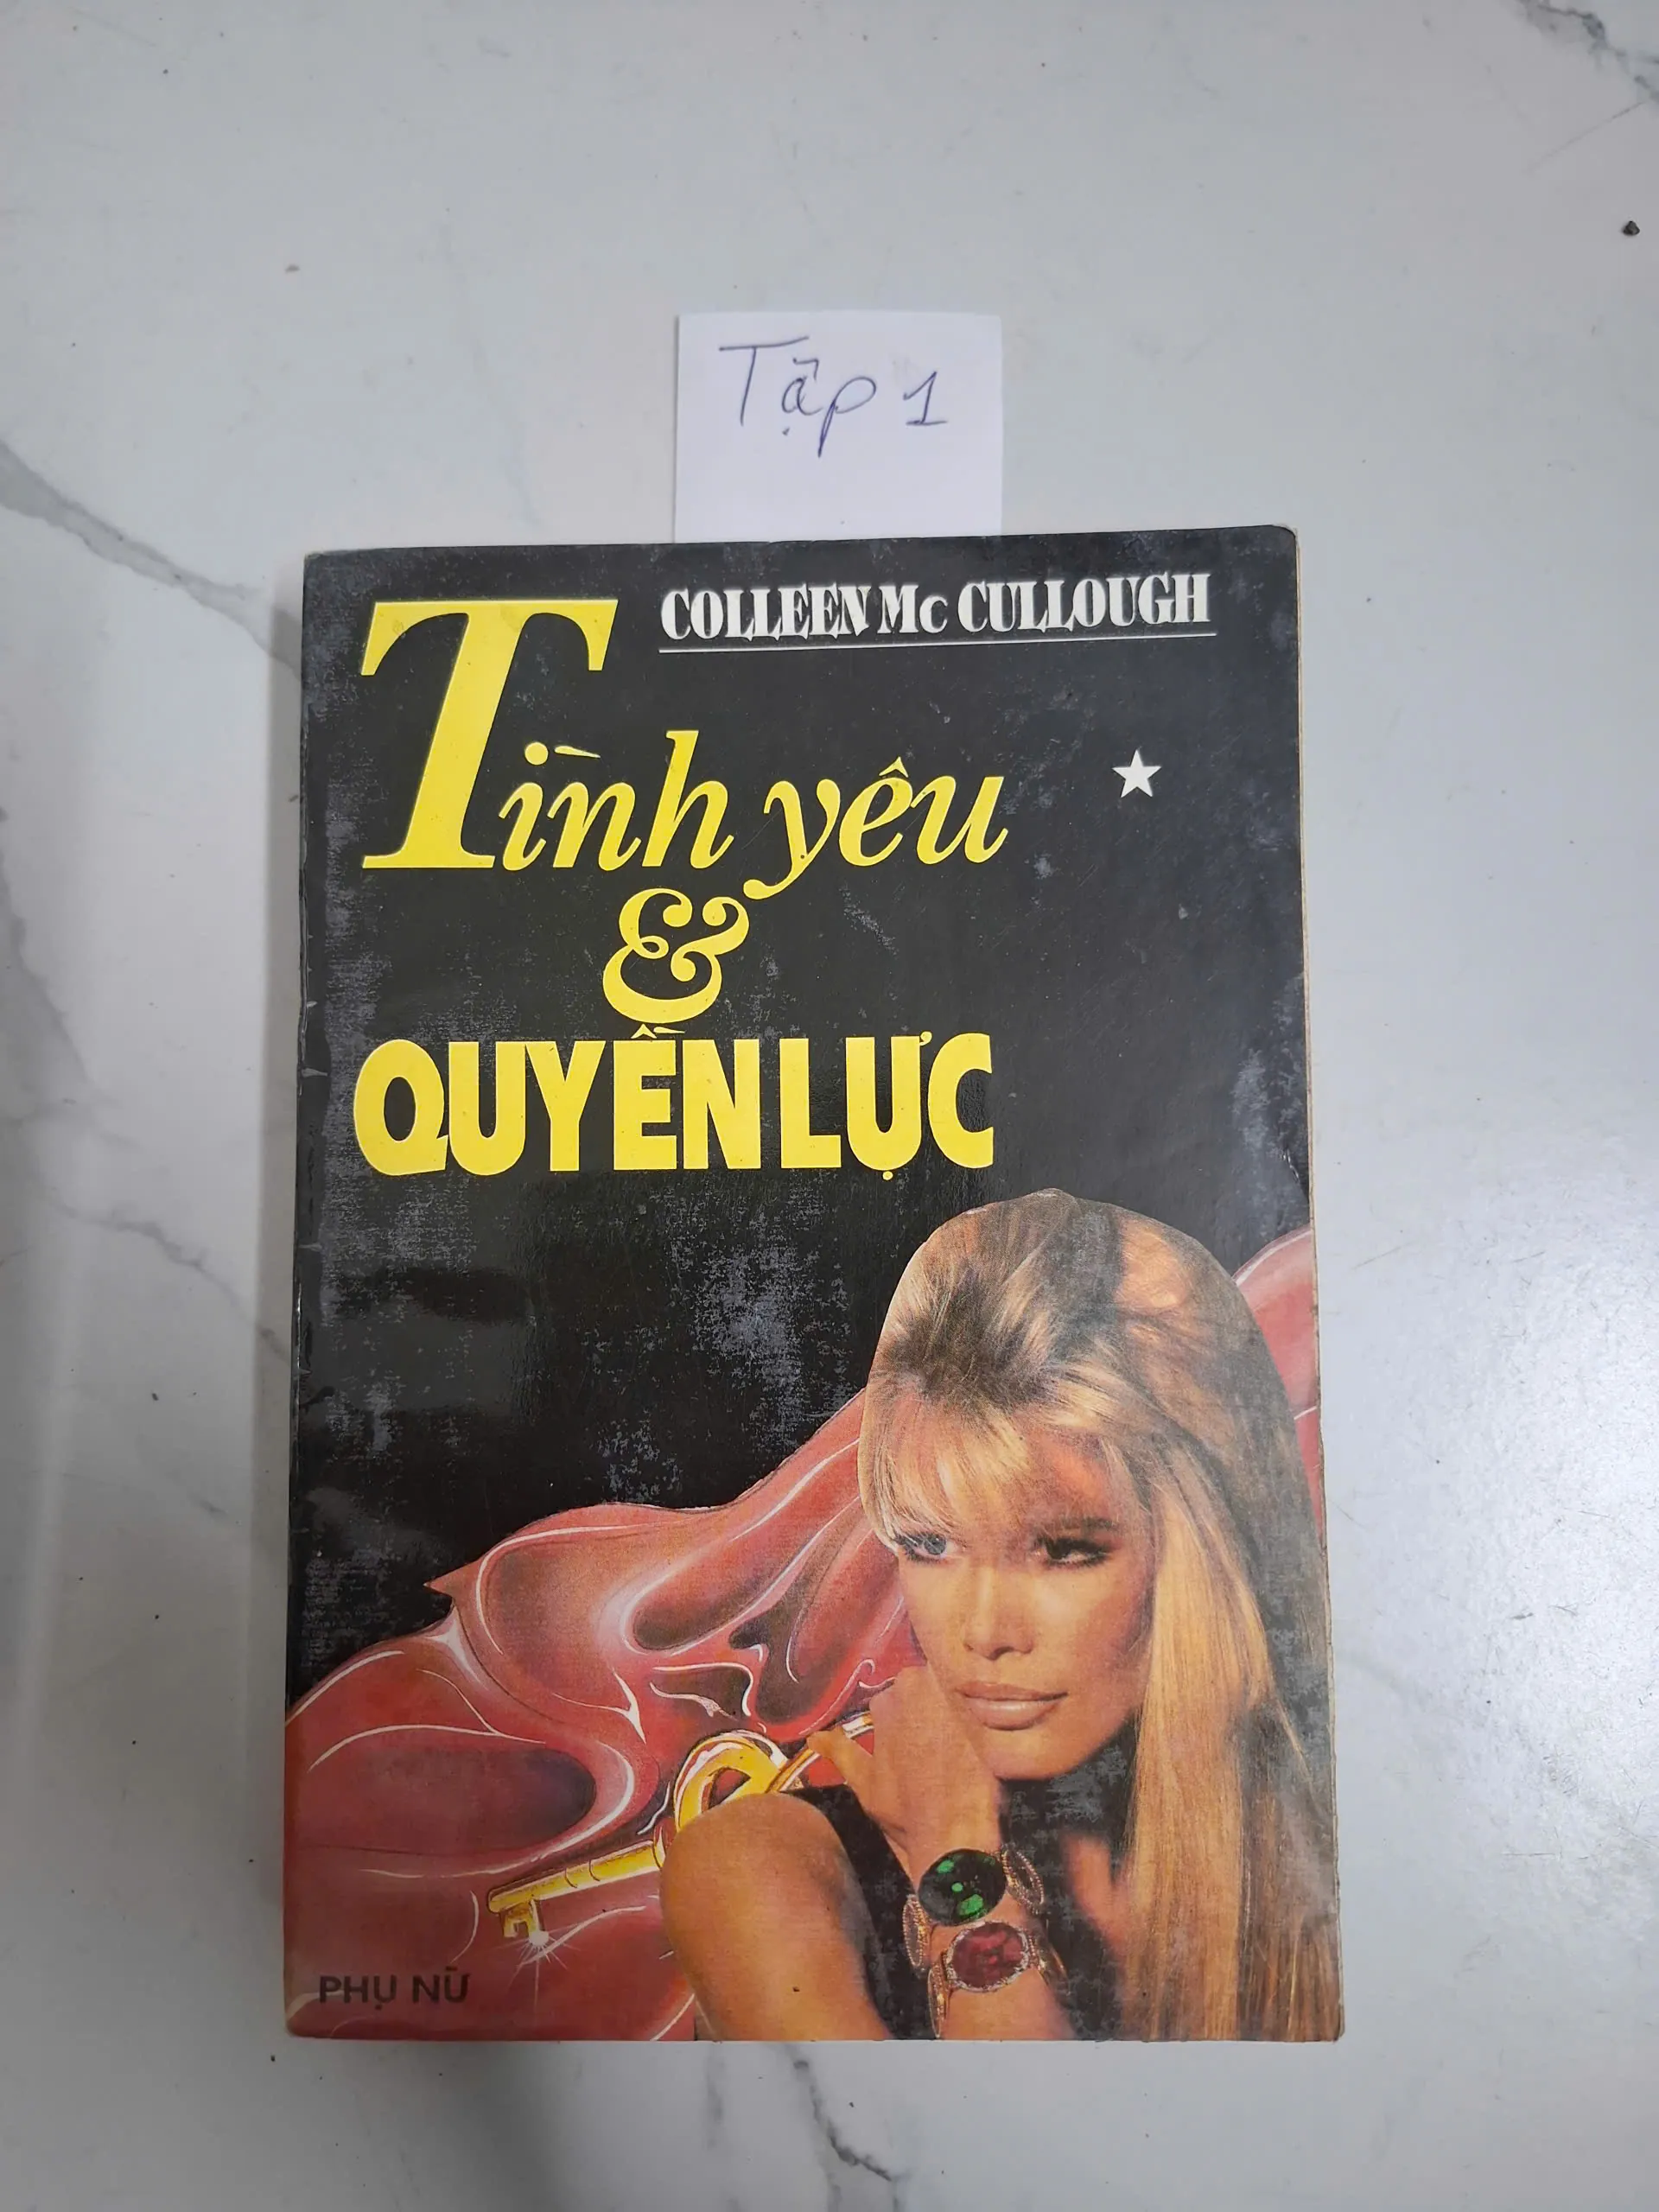 Tập 1
COLLEEN Mc CULLOUGH
Tình yêu
&
QUYỀN LỰC
PHỤ NỮ